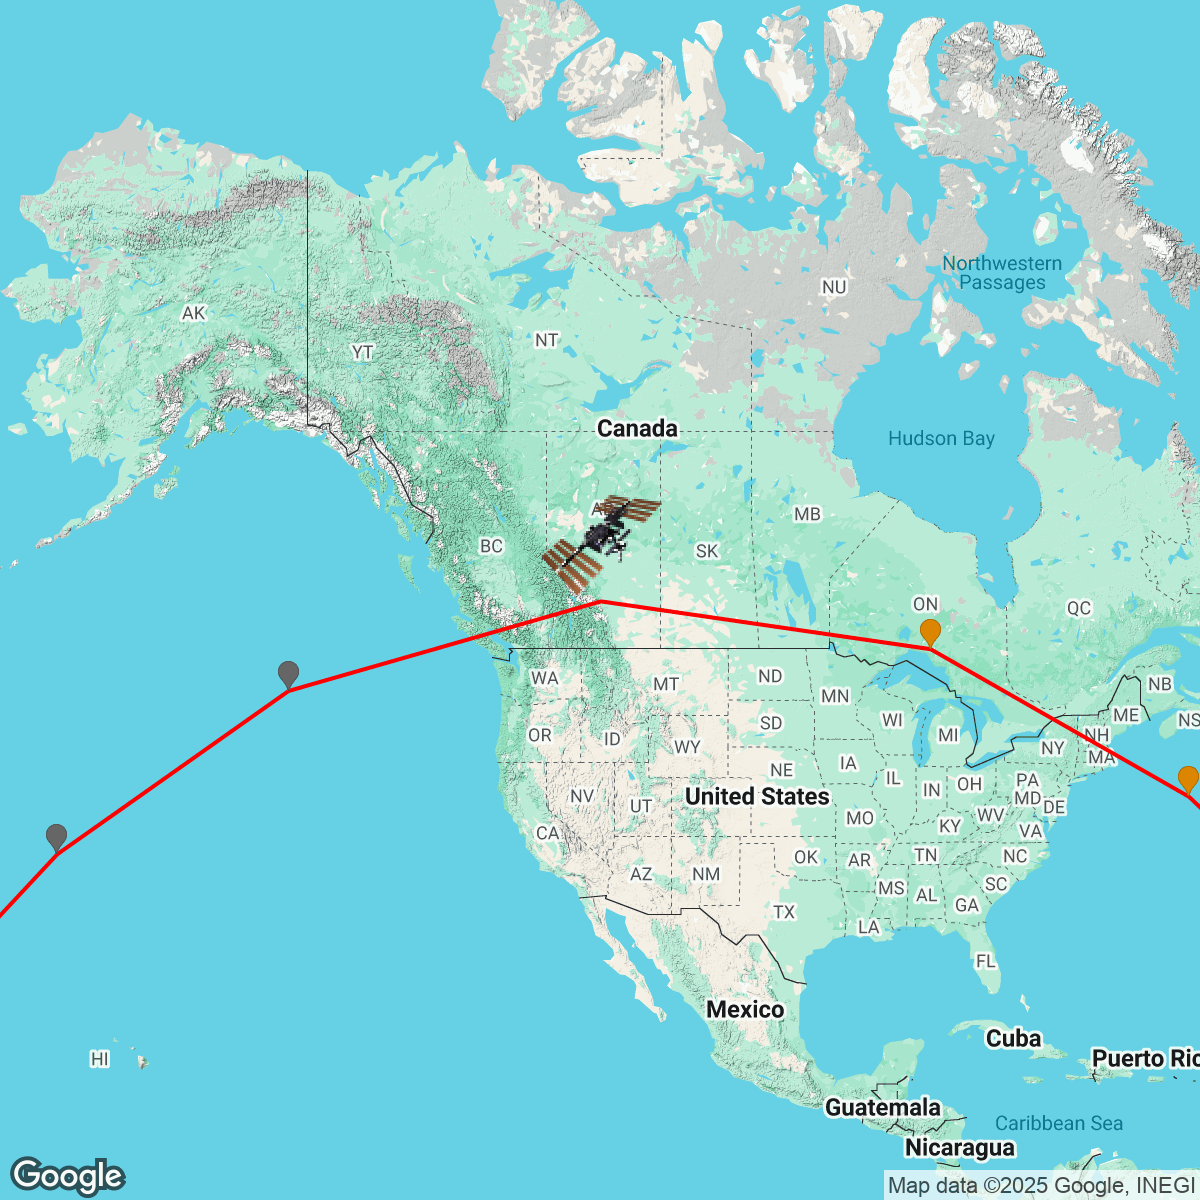 Northwestern
Passages
NU
AK
NT
YT
Canada
Hudson Bay
MB
BC
SK
ON
QC
WA
MT
ND
MN
NB
NS
ME
SD
WI
OR
ID
MI
NH
WY
NY
MA
IA
NE
IL
IN
OH
PA
NV
UT
United States
MD
DE
MO
KY
WV
CA
VA
OK
AR
TN
NC
AZ
NM
MS
AL
SC
GA
TX
LA
FL
Mexico
Cuba
HI
Puerto Ric
Guatemala
Caribbean Sea
Nicaragua
Google
Map data ©2025 Google, INEGI